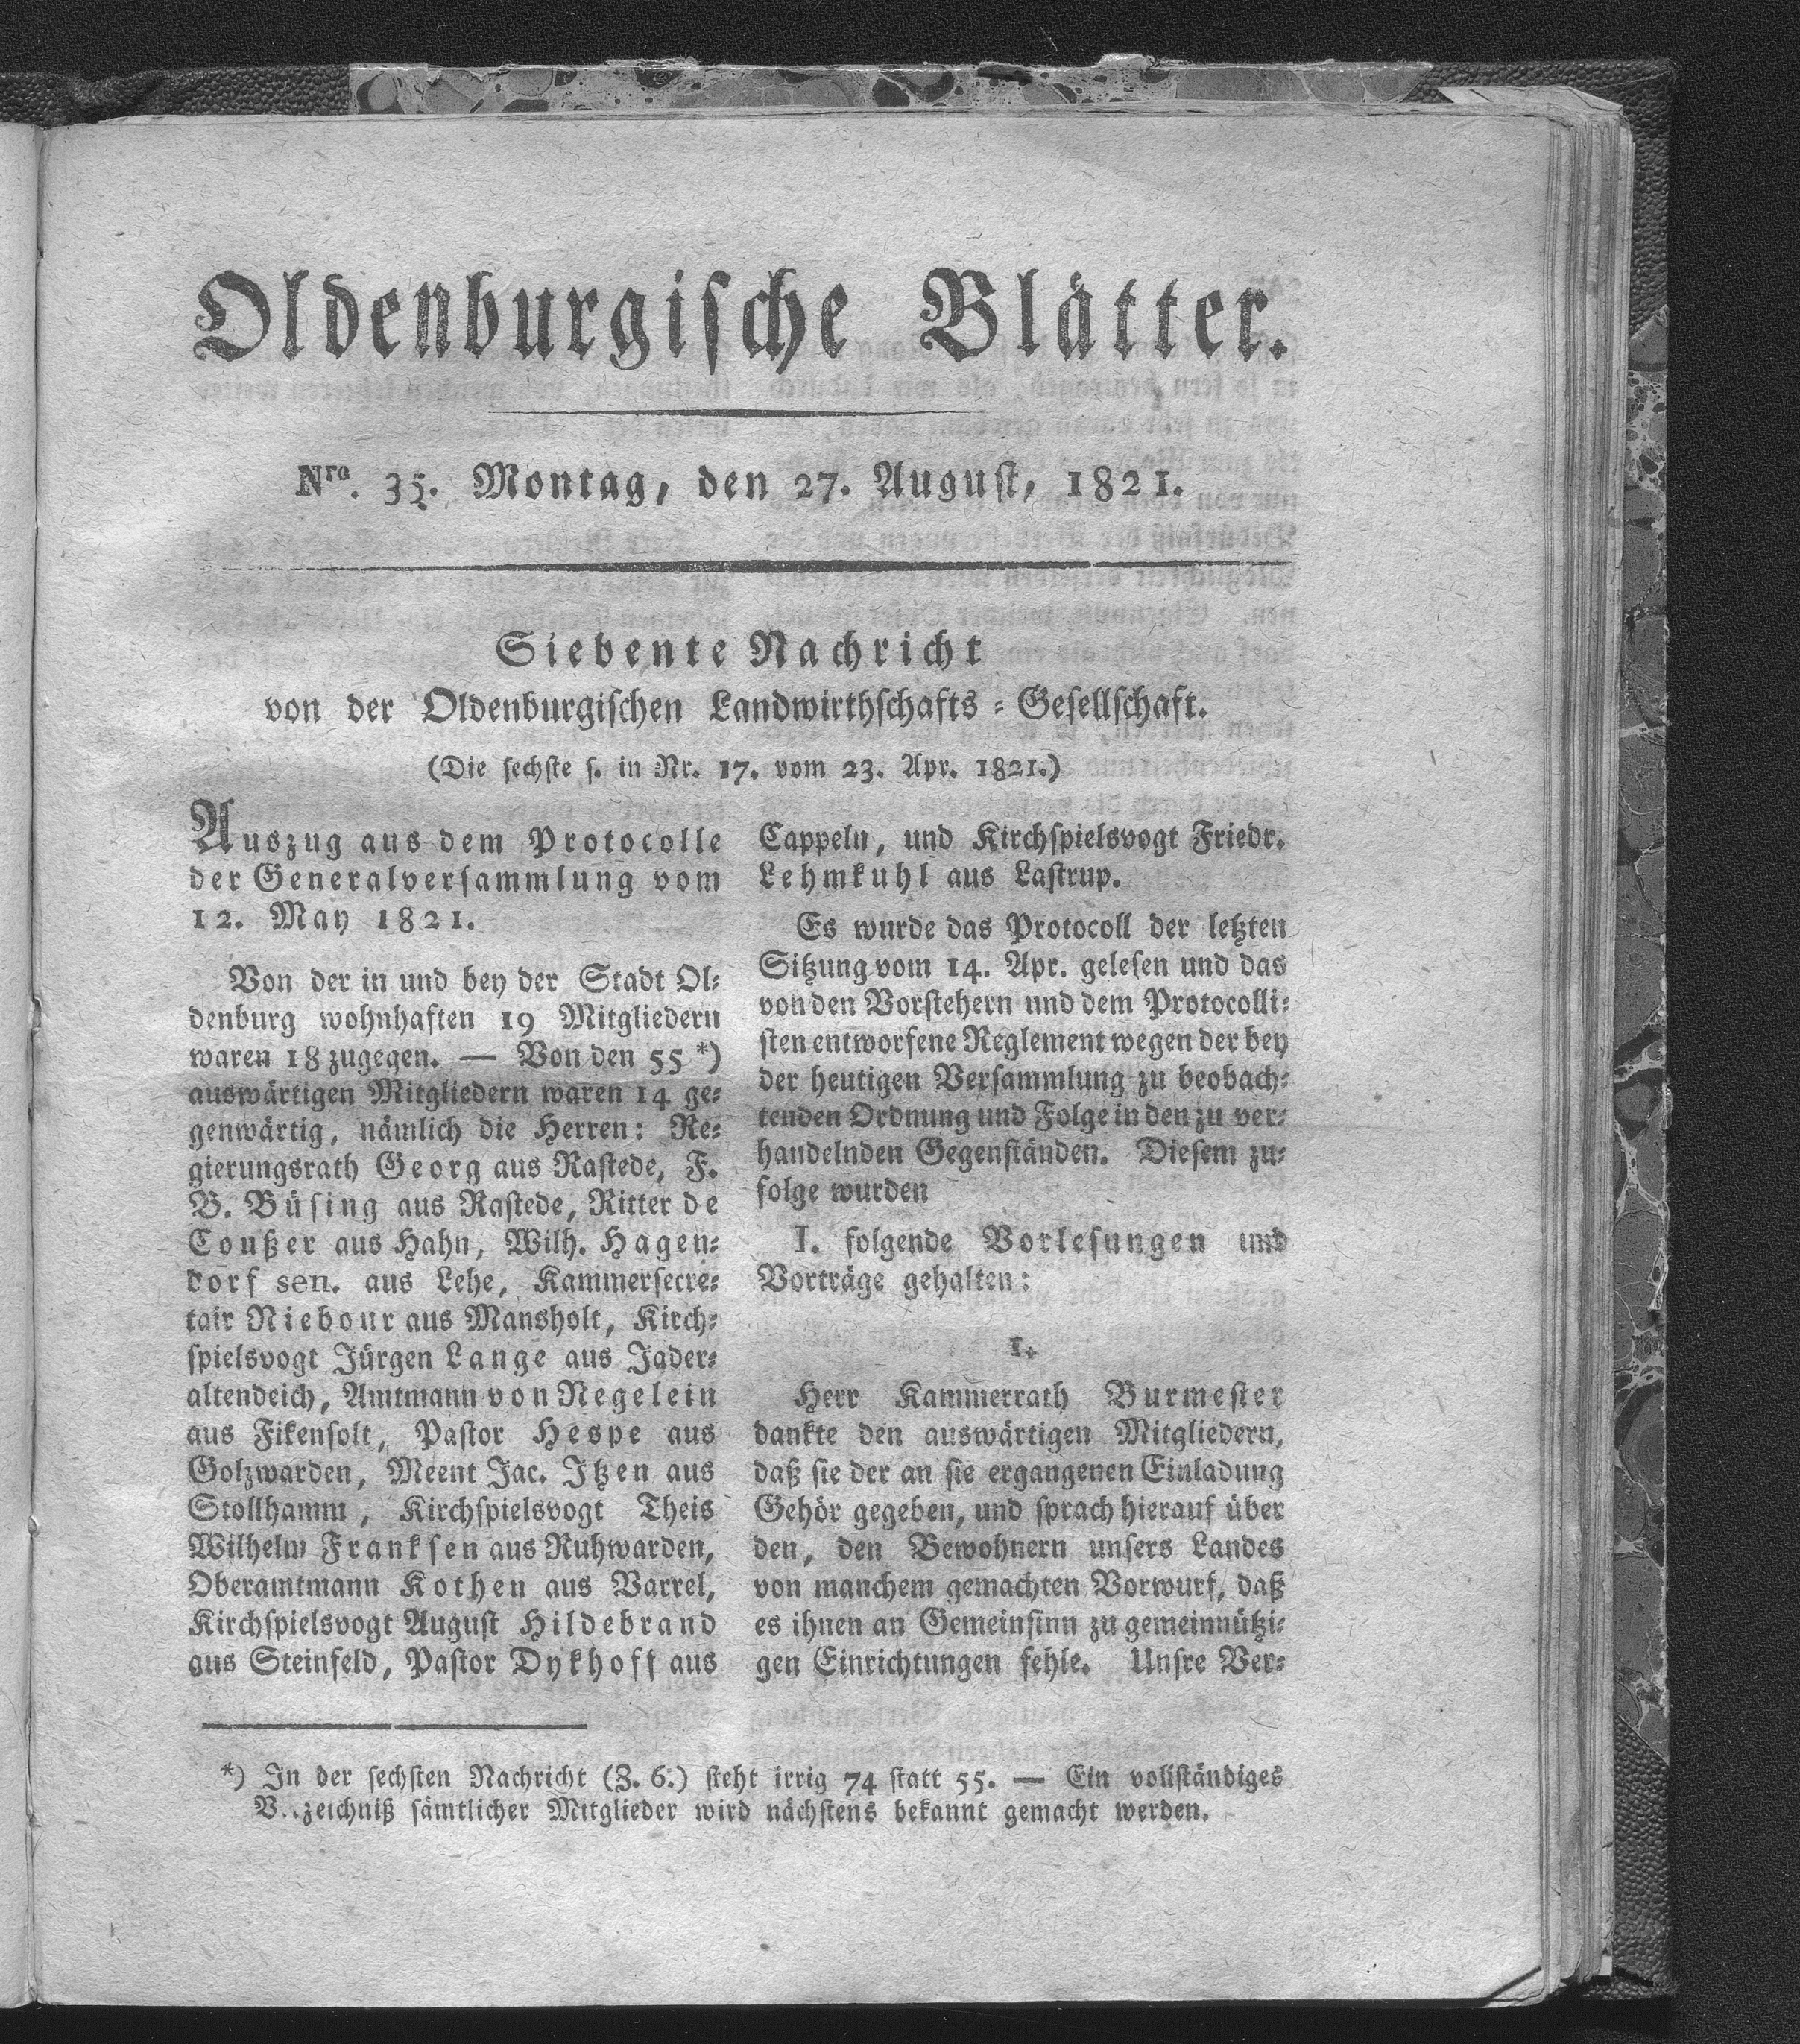 Oldenburgische Blätter.
Nro. 35. Montag, den 27. August, 1821.
Siebente Nachricht
von der Oldenburgischen Landwirthschafts-Gesellschaft.
(Die sechste s. in Nr. 17. vom 23. Apr. 1821.)
Auszug aus dem Protocolle
der Generalversammlung vom
12. May 1821.
Von der in und bey der Stadt Ol-
denburg wohnhaften 19 Mitgliedern
waren 18 zugegen. — Von den 55 *)
auswärtigen Mitgliedern waren 14 ge-
genwärtig, nämlich die Herren: Re-
gierungsrath Georg aus Rastede, F.
B. Büsing aus Rastede, Ritter de
Coußer aus Hahn, Wilh. Hagen-
dorf sen. aus Lehe, Kammersecre-
tair Niebour aus Mansholt, Kirch-
spielsvogt Jürgen Lange aus Jader-
altendeich, Amtmann von Negelein
aus Fikensolt, Pastor Hespe aus
Golzwarden, Meent Jac. Itzen aus
Stollhamm, Kirchspielsvogt Theis
Wilhelm Franksen aus Ruhwarden,
Oberamtmann Kothen aus Varrel,
Kirchspielsvogt August Hildebrand
aus Steinfeld, Pastor Dykhoff aus
Cappeln, und Kirchspielsvogt Friedr.
Lehmkuhl aus Lastrup.
Es wurde das Protocoll der letzten
Sitzung vom 14. Apr. gelesen und das
von den Vorstehern und dem Protocolli-
sten entworfene Reglement wegen der bey
der heutigen Versammlung zu beobach-
tenden Ordnung und Folge in den zu ver-
handelnden Gegenständen. Diesem zu-
folge wurden
I. folgende Vorlesungen und
Vorträge gehalten:
1.
Herr Kammerrath Burmester
dankte den auswärtigen Mitgliedern,
daß sie der an sie ergangenen Einladung
Gehör gegeben, und sprach hierauf über
den, den Bewohnern unsers Landes
von manchem gemachten Vorwurf, daß
es ihnen an Gemeinsinn zu gemeinnützi-
gen Einrichtungen fehle. Unsre Ver-
*) In der sechsten Nachricht (Z. 6.) steht irrig 74 statt 55. — Ein vollständiges
V..zeichniß sämtlicher Mitglieder wird nächstens bekannt gemacht werden.